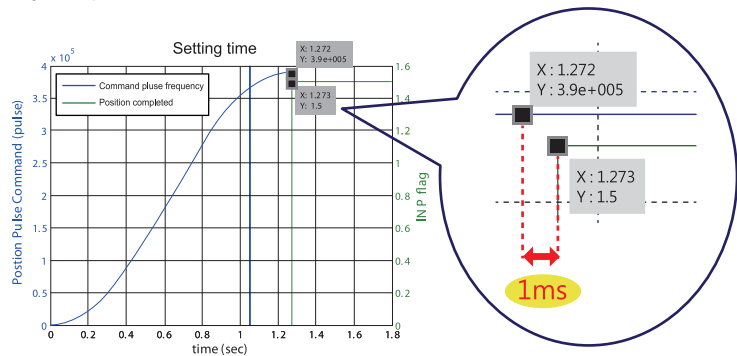 Setting time
x 10⁵
X: 1.272
Y: 3.9e+005
X: 1.273
Y: 1.5
Command pluse frequency
Position completed
Postion Pulse Command (pulse)
4
3.5
3
2.5
2
1.5
1
0.5
0
0
0.2
0.4
0.6
0.8
1
1.2
1.4
1.6
1.8
time (sec)
1.6
1.4
1.2
1
0.8
0.6
0.4
0.2
0
INP flag
X : 1.272
Y : 3.9e+005
X : 1.273
Y : 1.5
1ms